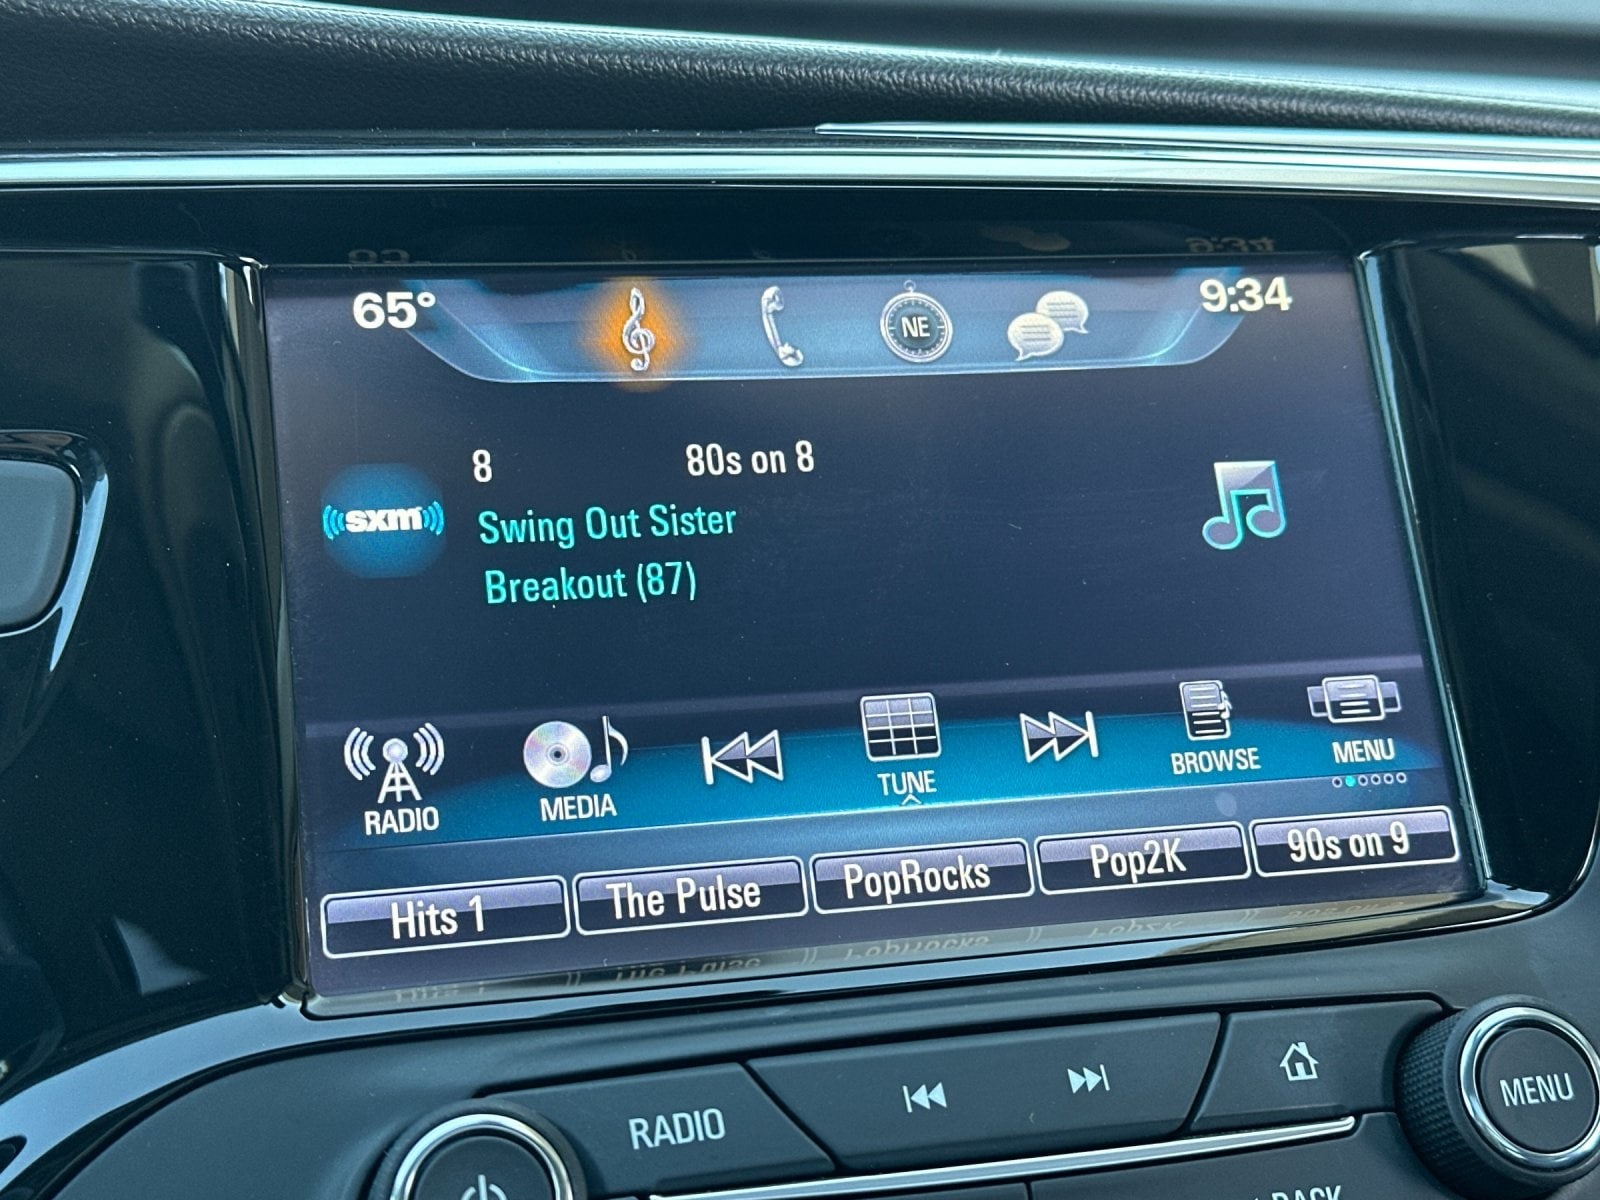 65° NE 9:34
8 80s on 8
sxm
Swing Out Sister
Breakout (87)
RADIO MEDIA TUNE BROWSE MENU
Hits 1 The Pulse PopRocks Pop2K 90s on 9
RADIO MENU
BACK